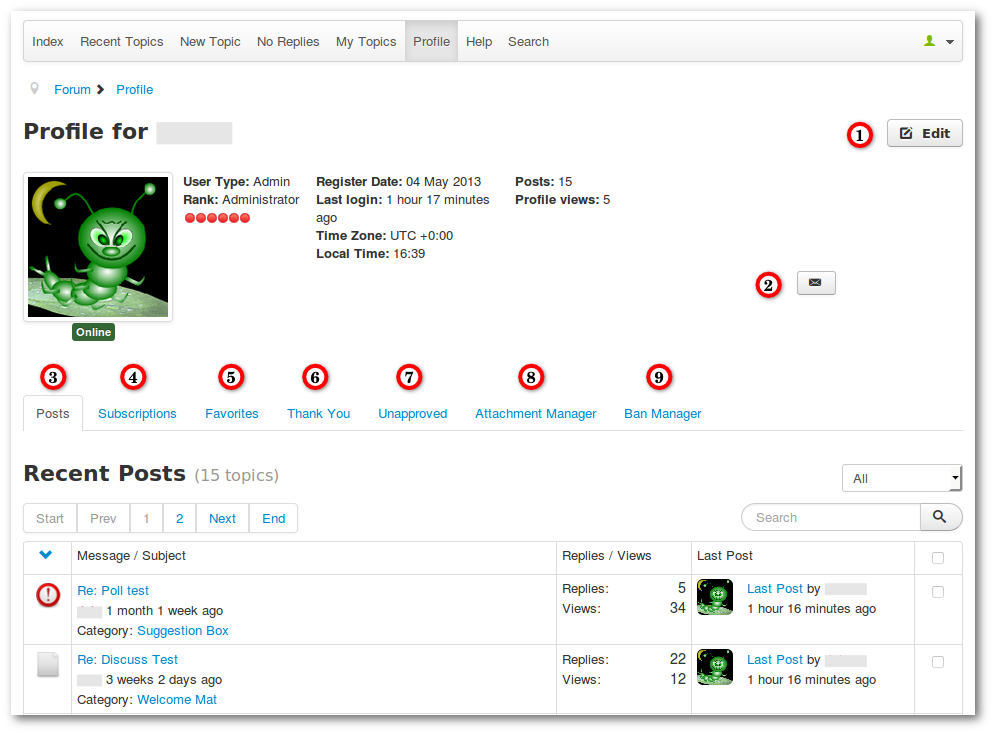 Index Recent Topics New Topic No Replies My Topics Profile Help Search
Forum Profile
Profile for
1 Edit
User Type: Admin Register Date: 04 May 2013 Posts: 15
Rank: Administrator Last login: 1 hour 17 minutes Profile views: 5
ago
Time Zone: UTC +0:00
Local Time: 16:39
2
Online
3 4 5 6 7 8 9
Posts Subscriptions Favorites Thank You Unapproved Attachment Manager Ban Manager
Recent Posts (15 topics)
All
Start Prev 1 2 Next End Search
Message / Subject Replies / Views Last Post
Re: Poll test Replies: 5 Last Post by
1 month 1 week ago Views: 34 1 hour 16 minutes ago
Category: Suggestion Box
Re: Discuss Test Replies: 22 Last Post by
3 weeks 2 days ago Views: 12 1 hour 16 minutes ago
Category: Welcome Mat